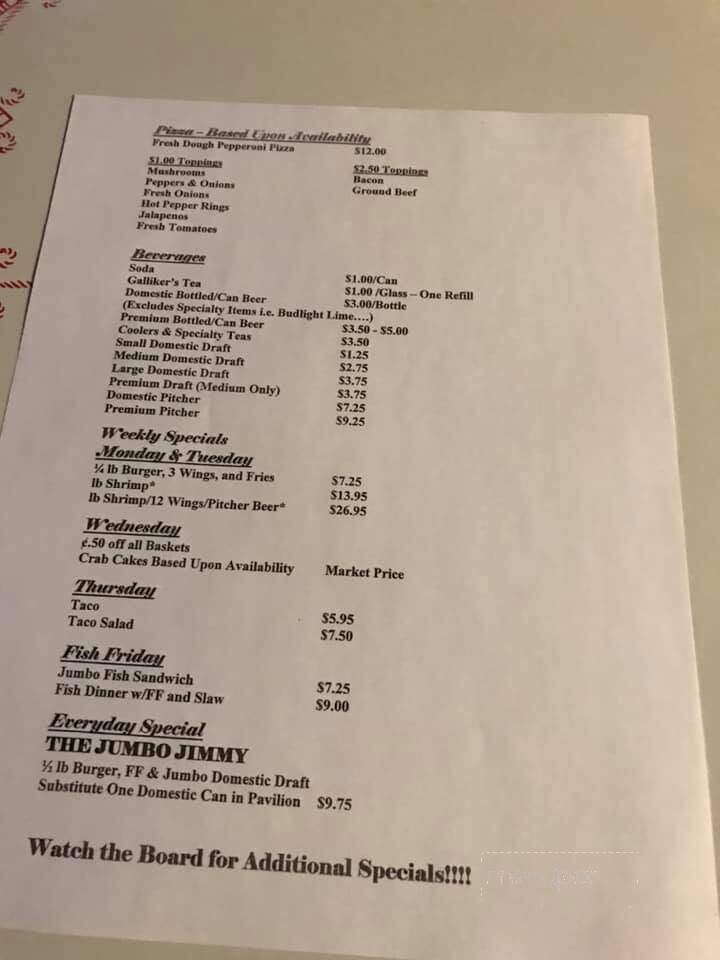 Pizza – Based Upon Availability
Fresh Dough Pepperoni Pizza $12.00
$1.00 Toppings $2.50 Toppings
Mushrooms Bacon
Peppers & Onions Ground Beef
Fresh Onions
Hot Pepper Rings
Jalapenos
Fresh Tomatoes
Beverages
Soda $1.00/Can
Galliker's Tea $1.00 /Glass – One Refill
Domestic Bottled/Can Beer $3.00/Bottle
(Excludes Specialty Items i.e. Budlight Lime....)
Premium Bottled/Can Beer $3.50 - $5.00
Coolers & Specialty Teas $3.50
Small Domestic Draft $1.25
Medium Domestic Draft $2.75
Large Domestic Draft $3.75
Premium Draft (Medium Only) $3.75
Domestic Pitcher $7.25
Premium Pitcher $9.25
Weekly Specials
Monday & Tuesday
¼ lb Burger, 3 Wings, and Fries $7.25
lb Shrimp* $13.95
lb Shrimp/12 Wings/Pitcher Beer* $26.95
Wednesday
¢.50 off all Baskets
Crab Cakes Based Upon Availability Market Price
Thursday
Taco $5.95
Taco Salad $7.50
Fish Friday
Jumbo Fish Sandwich $7.25
Fish Dinner w/FF and Slaw $9.00
Everyday Special
THE JUMBO JIMMY
½ lb Burger, FF & Jumbo Domestic Draft
Substitute One Domestic Can in Pavilion $9.75
Watch the Board for Additional Specials!!!!